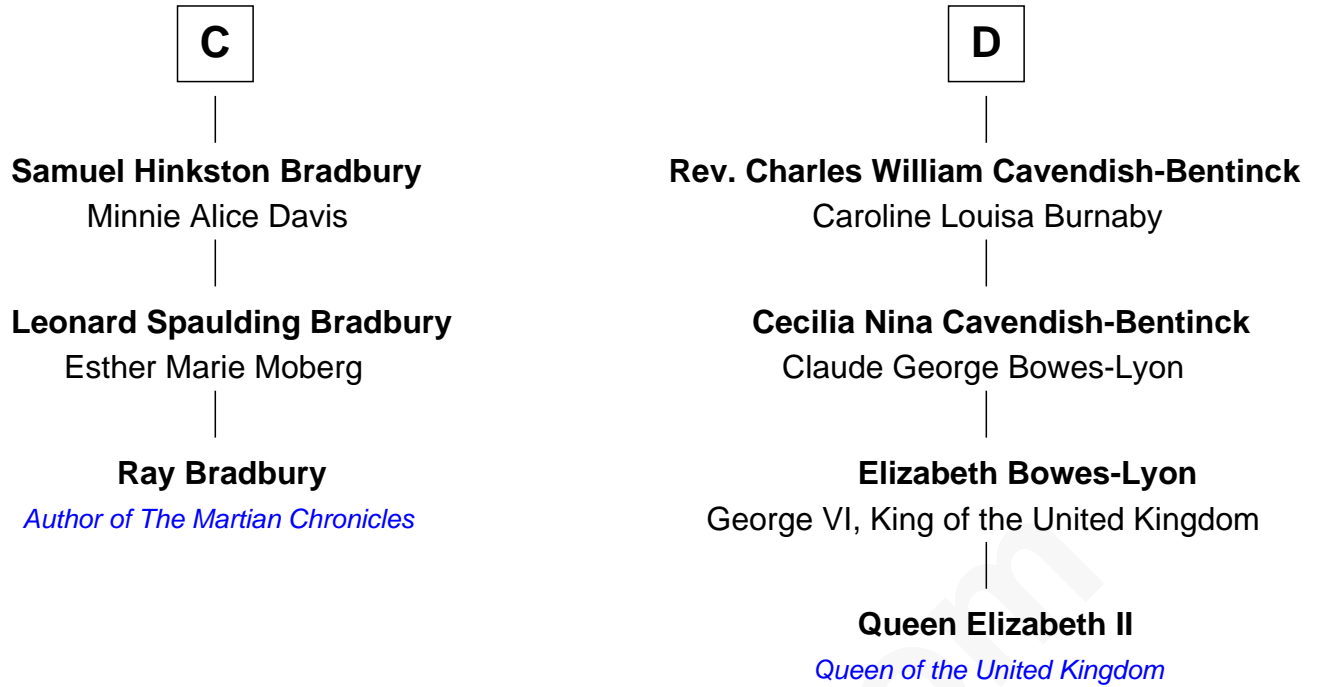 C
Samuel Hinkston Bradbury
Minnie Alice Davis
Leonard Spaulding Bradbury
Esther Marie Moberg
Ray Bradbury
Author of The Martian Chronicles
D
Rev. Charles William Cavendish-Bentinck
Caroline Louisa Burnaby
Cecilia Nina Cavendish-Bentinck
Claude George Bowes-Lyon
Elizabeth Bowes-Lyon
George VI, King of the United Kingdom
Queen Elizabeth II
Queen of the United Kingdom